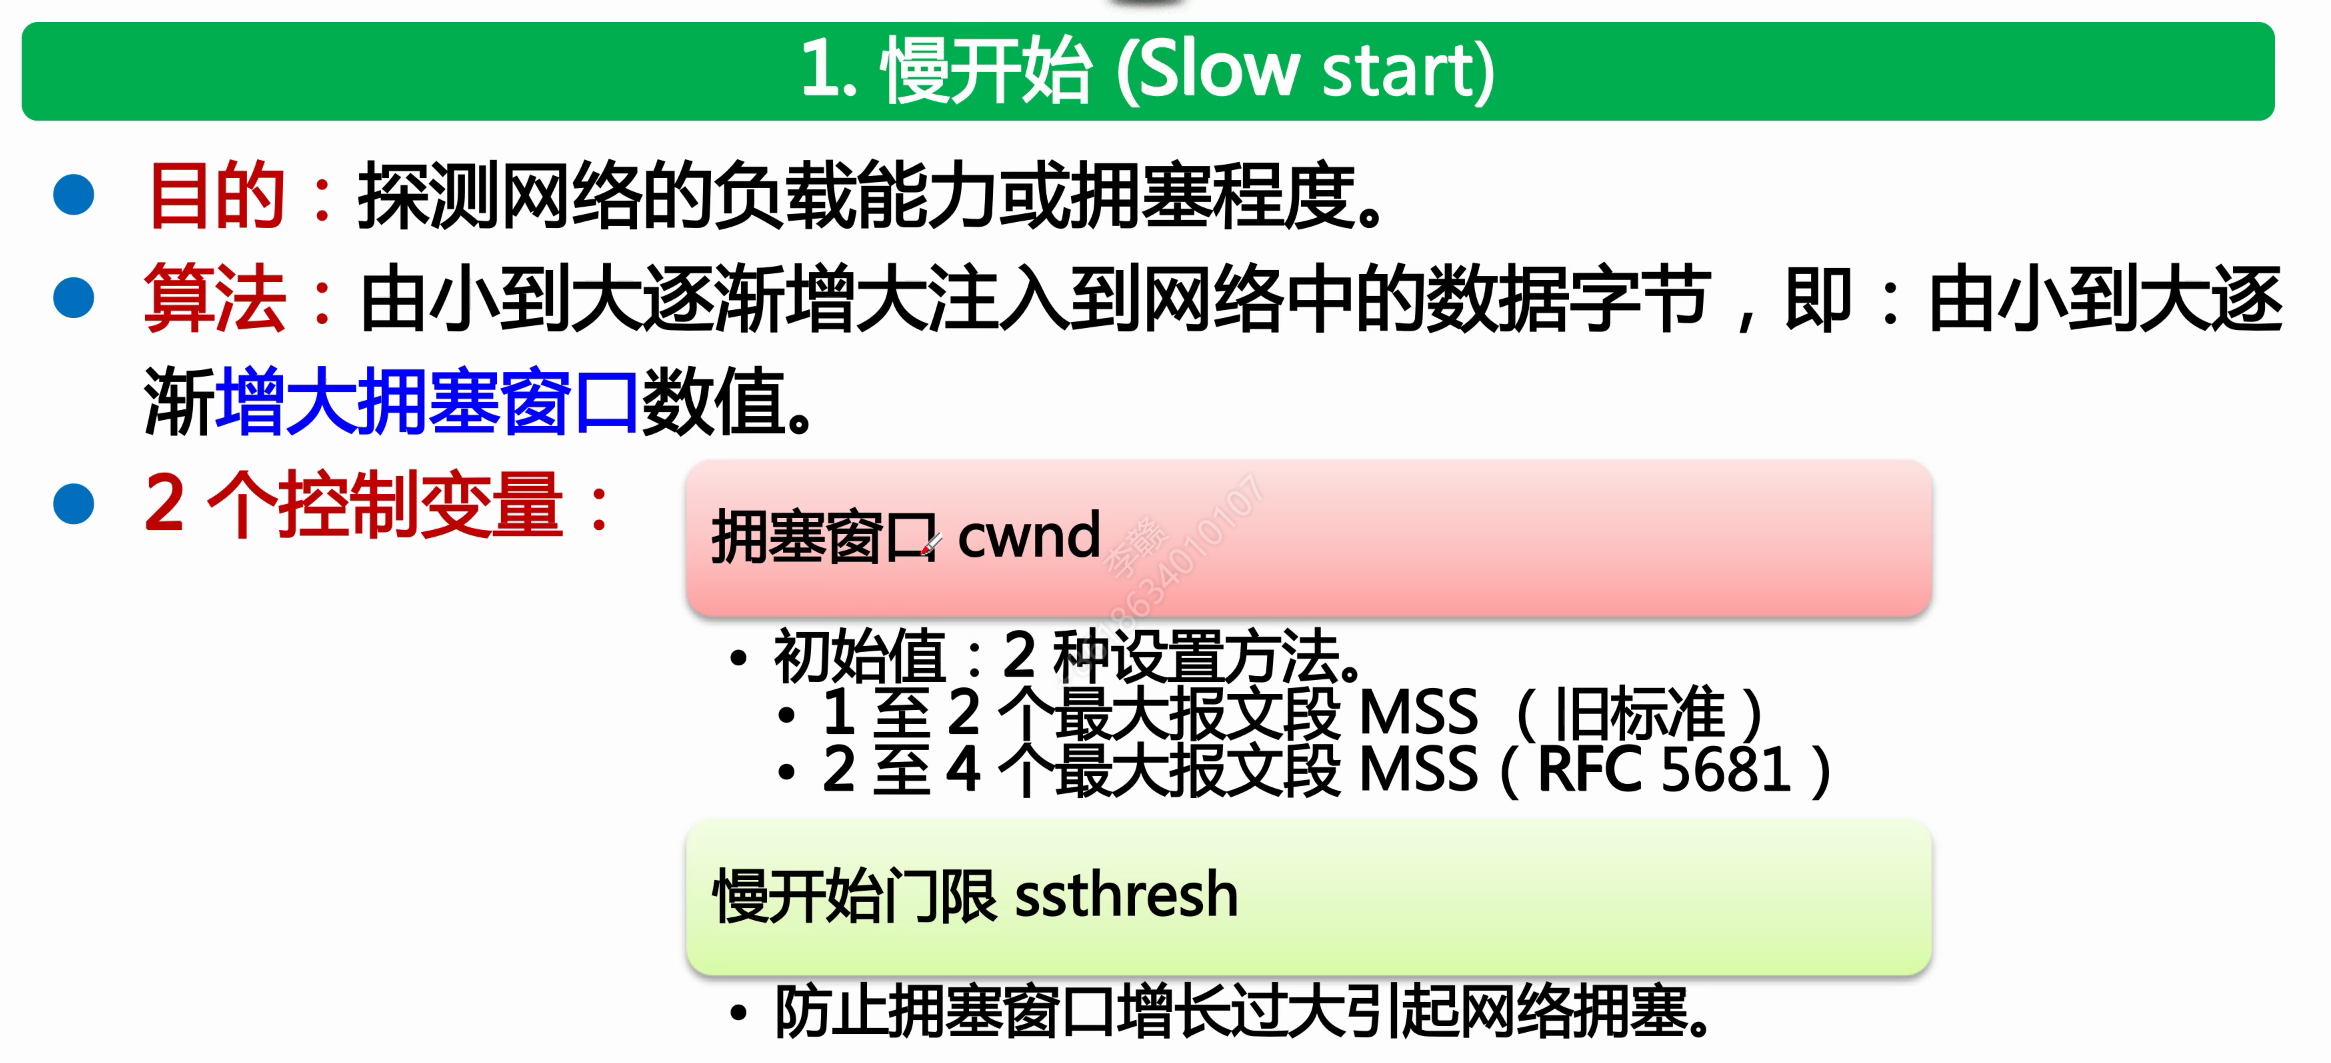 1. 慢开始 (Slow start)
● 目的：探测网络的负载能力或拥塞程度。
● 算法：由小到大逐渐增大注入到网络中的数据字节，即：由小到大逐
渐增大拥塞窗口数值。
● 2 个控制变量：
拥塞窗口 cwnd
• 初始值：2 种设置方法。
• 1 至 2 个最大报文段 MSS （旧标准）
• 2 至 4 个最大报文段 MSS（RFC 5681）
慢开始门限 ssthresh
• 防止拥塞窗口增长过大引起网络拥塞。
李赣